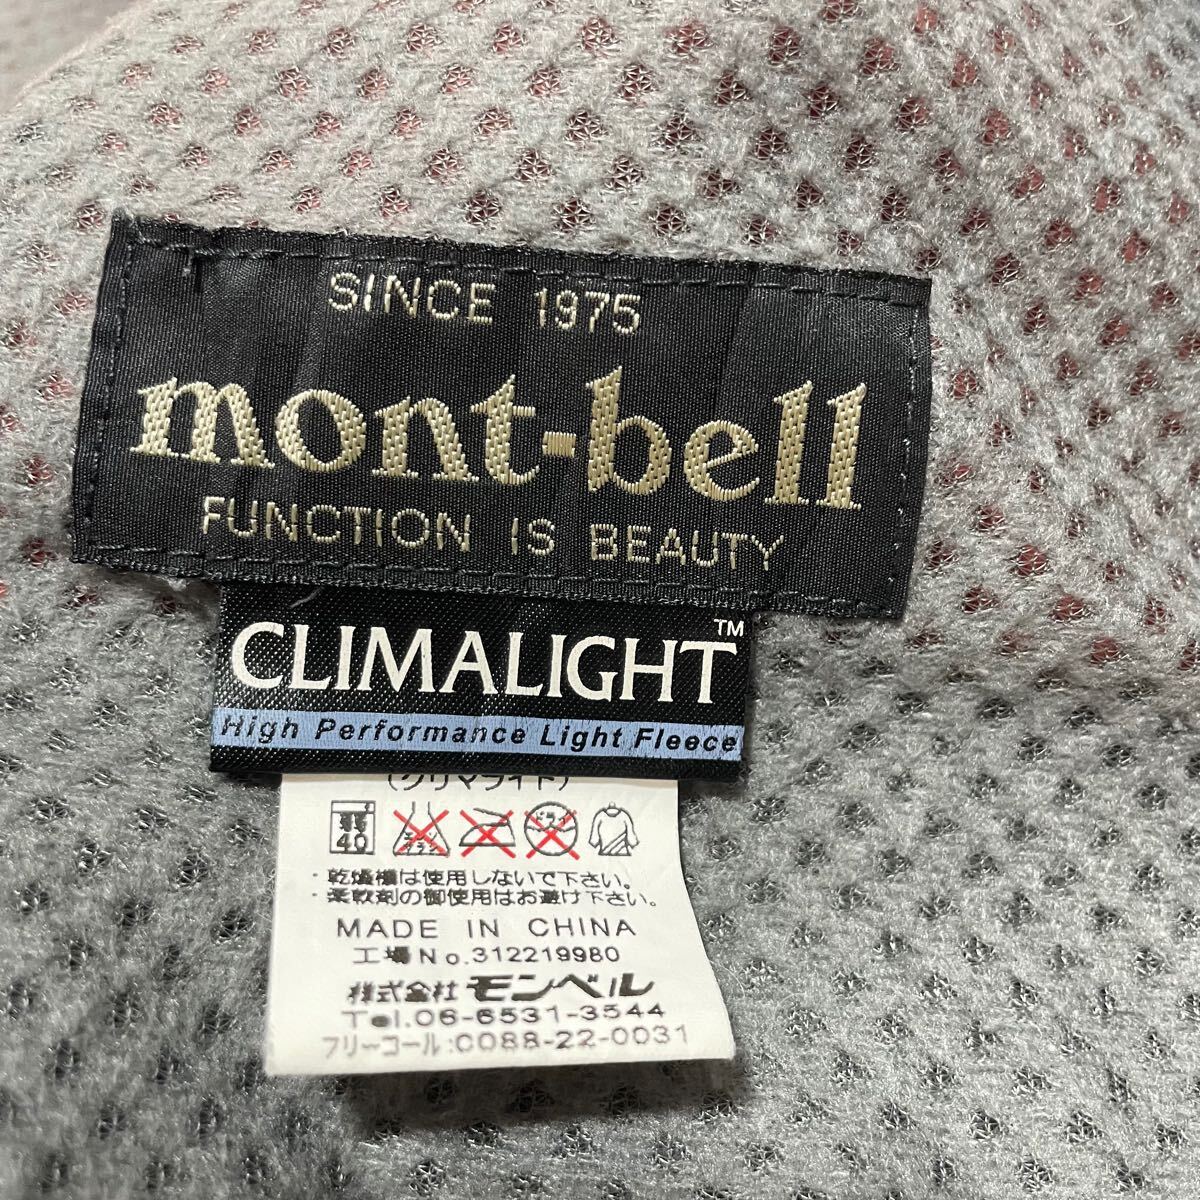 SINCE 1975
mont-bell
FUNCTION IS BEAUTY
CLIMALIGHT™
High Performance Light Fleece
(クリマライト)
40
ドライ
・乾燥機は使用しないで下さい。
・柔軟剤の御使用はお避け下さい。
MADE IN CHINA
工場No.312219980
株式会社 モンベル
Tel.06-6531-3544
フリーコール:0088-22-0031